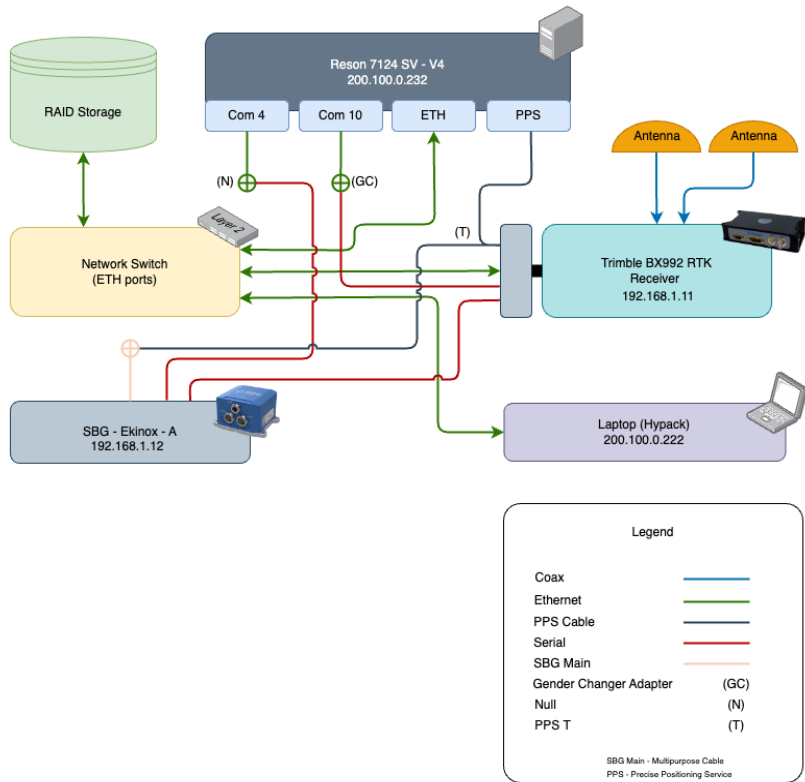 Reson 7124 SV - V4
200.100.0.232
RAID Storage
Com 4
Com 10
ETH
PPS
Antenna
Antenna
(N)
(GC)
Layer 2
(T)
Network Switch
(ETH ports)
Trimble BX992 RTK
Receiver
192.168.1.11
SBG - Ekinox - A
192.168.1.12
Laptop (Hypack)
200.100.0.222
Legend
Coax
Ethernet
PPS Cable
Serial
SBG Main
Gender Changer Adapter (GC)
Null (N)
PPS T (T)
SBG Main - Multipurpose Cable
PPS - Precise Positioning Service